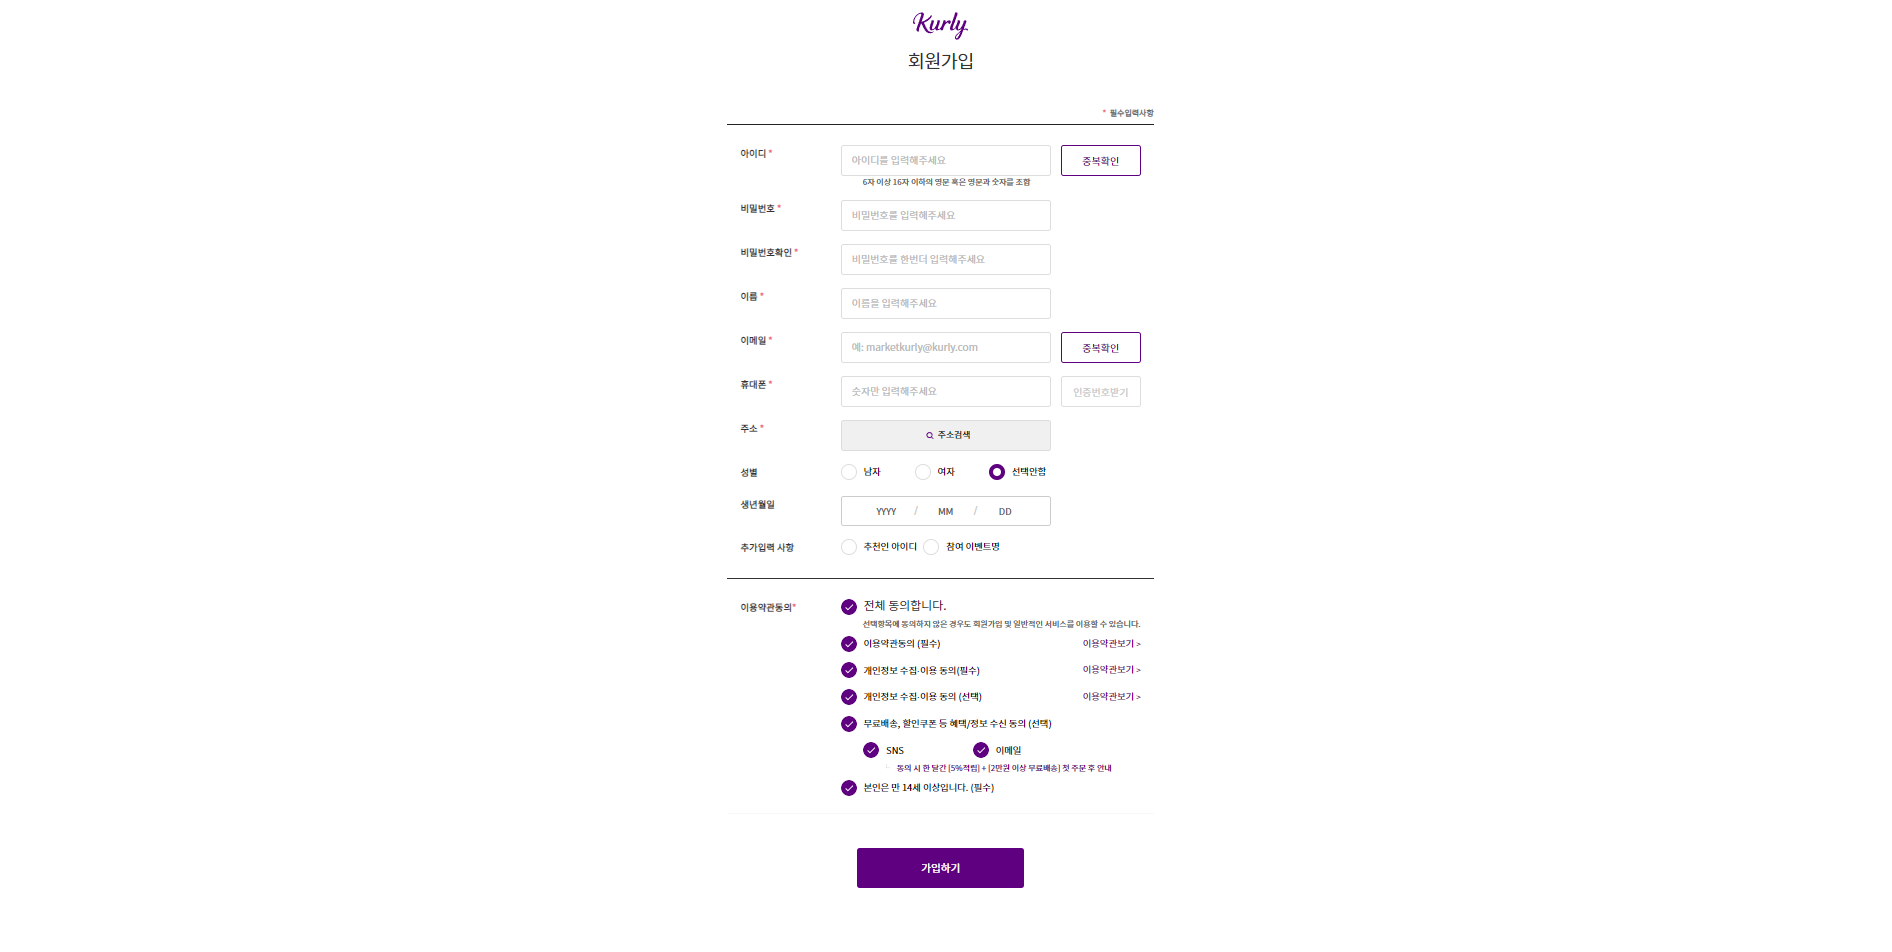 Kurly
회원가입
* 필수입력사항
아이디 * 아이디를 입력해주세요 중복확인
6자 이상 16자 이하의 영문 혹은 영문과 숫자를 조합
비밀번호 * 비밀번호를 입력해주세요
비밀번호확인 * 비밀번호를 한번더 입력해주세요
이름 * 이름을 입력해주세요
이메일 * 예: marketkurly@kurly.com 중복확인
휴대폰 * 숫자만 입력해주세요 인증번호받기
주소 * 주소검색
성별 남자 여자 선택안함
생년월일 YYYY / MM / DD
추가입력 사항 추천인 아이디 참여 이벤트명
이용약관동의* 전체 동의합니다.
선택항목에 동의하지 않은 경우도 회원가입 및 일반적인 서비스를 이용할 수 있습니다.
이용약관동의 (필수) 이용약관보기 >
개인정보 수집·이용 동의(필수) 이용약관보기 >
개인정보 수집·이용 동의 (선택) 이용약관보기 >
무료배송, 할인쿠폰 등 혜택/정보 수신 동의 (선택)
SNS 이메일
동의 시 한 달간 [5%적립] + [2만원 이상 무료배송] 첫 주문 후 안내
본인은 만 14세 이상입니다. (필수)
가입하기